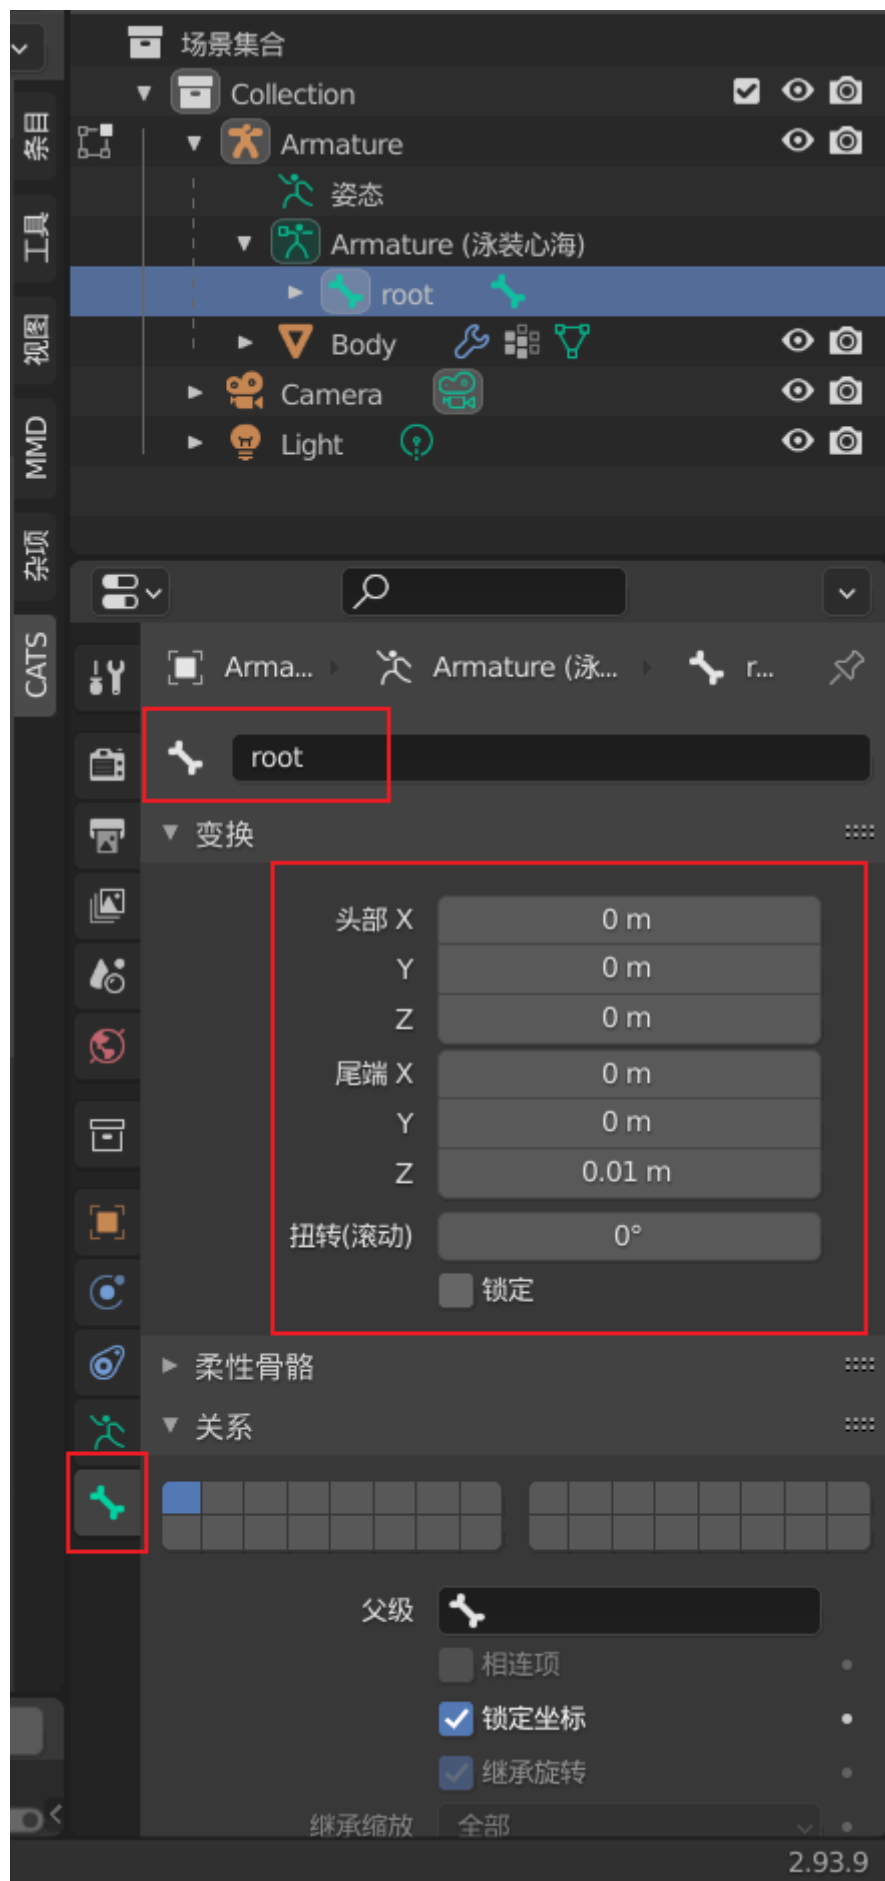 场景集合
Collection
Armature
姿态
Armature (泳装心海)
root
Body
Camera
Light
条目
工具
视图
MMD
杂项
CATS
Arma...
Armature (泳...
r...
root
变换
头部 X 0 m
Y 0 m
Z 0 m
尾端 X 0 m
Y 0 m
Z 0.01 m
扭转(滚动) 0°
锁定
柔性骨骼
关系
父级
相连项
锁定坐标
继承旋转
继承缩放 全部
2.93.9